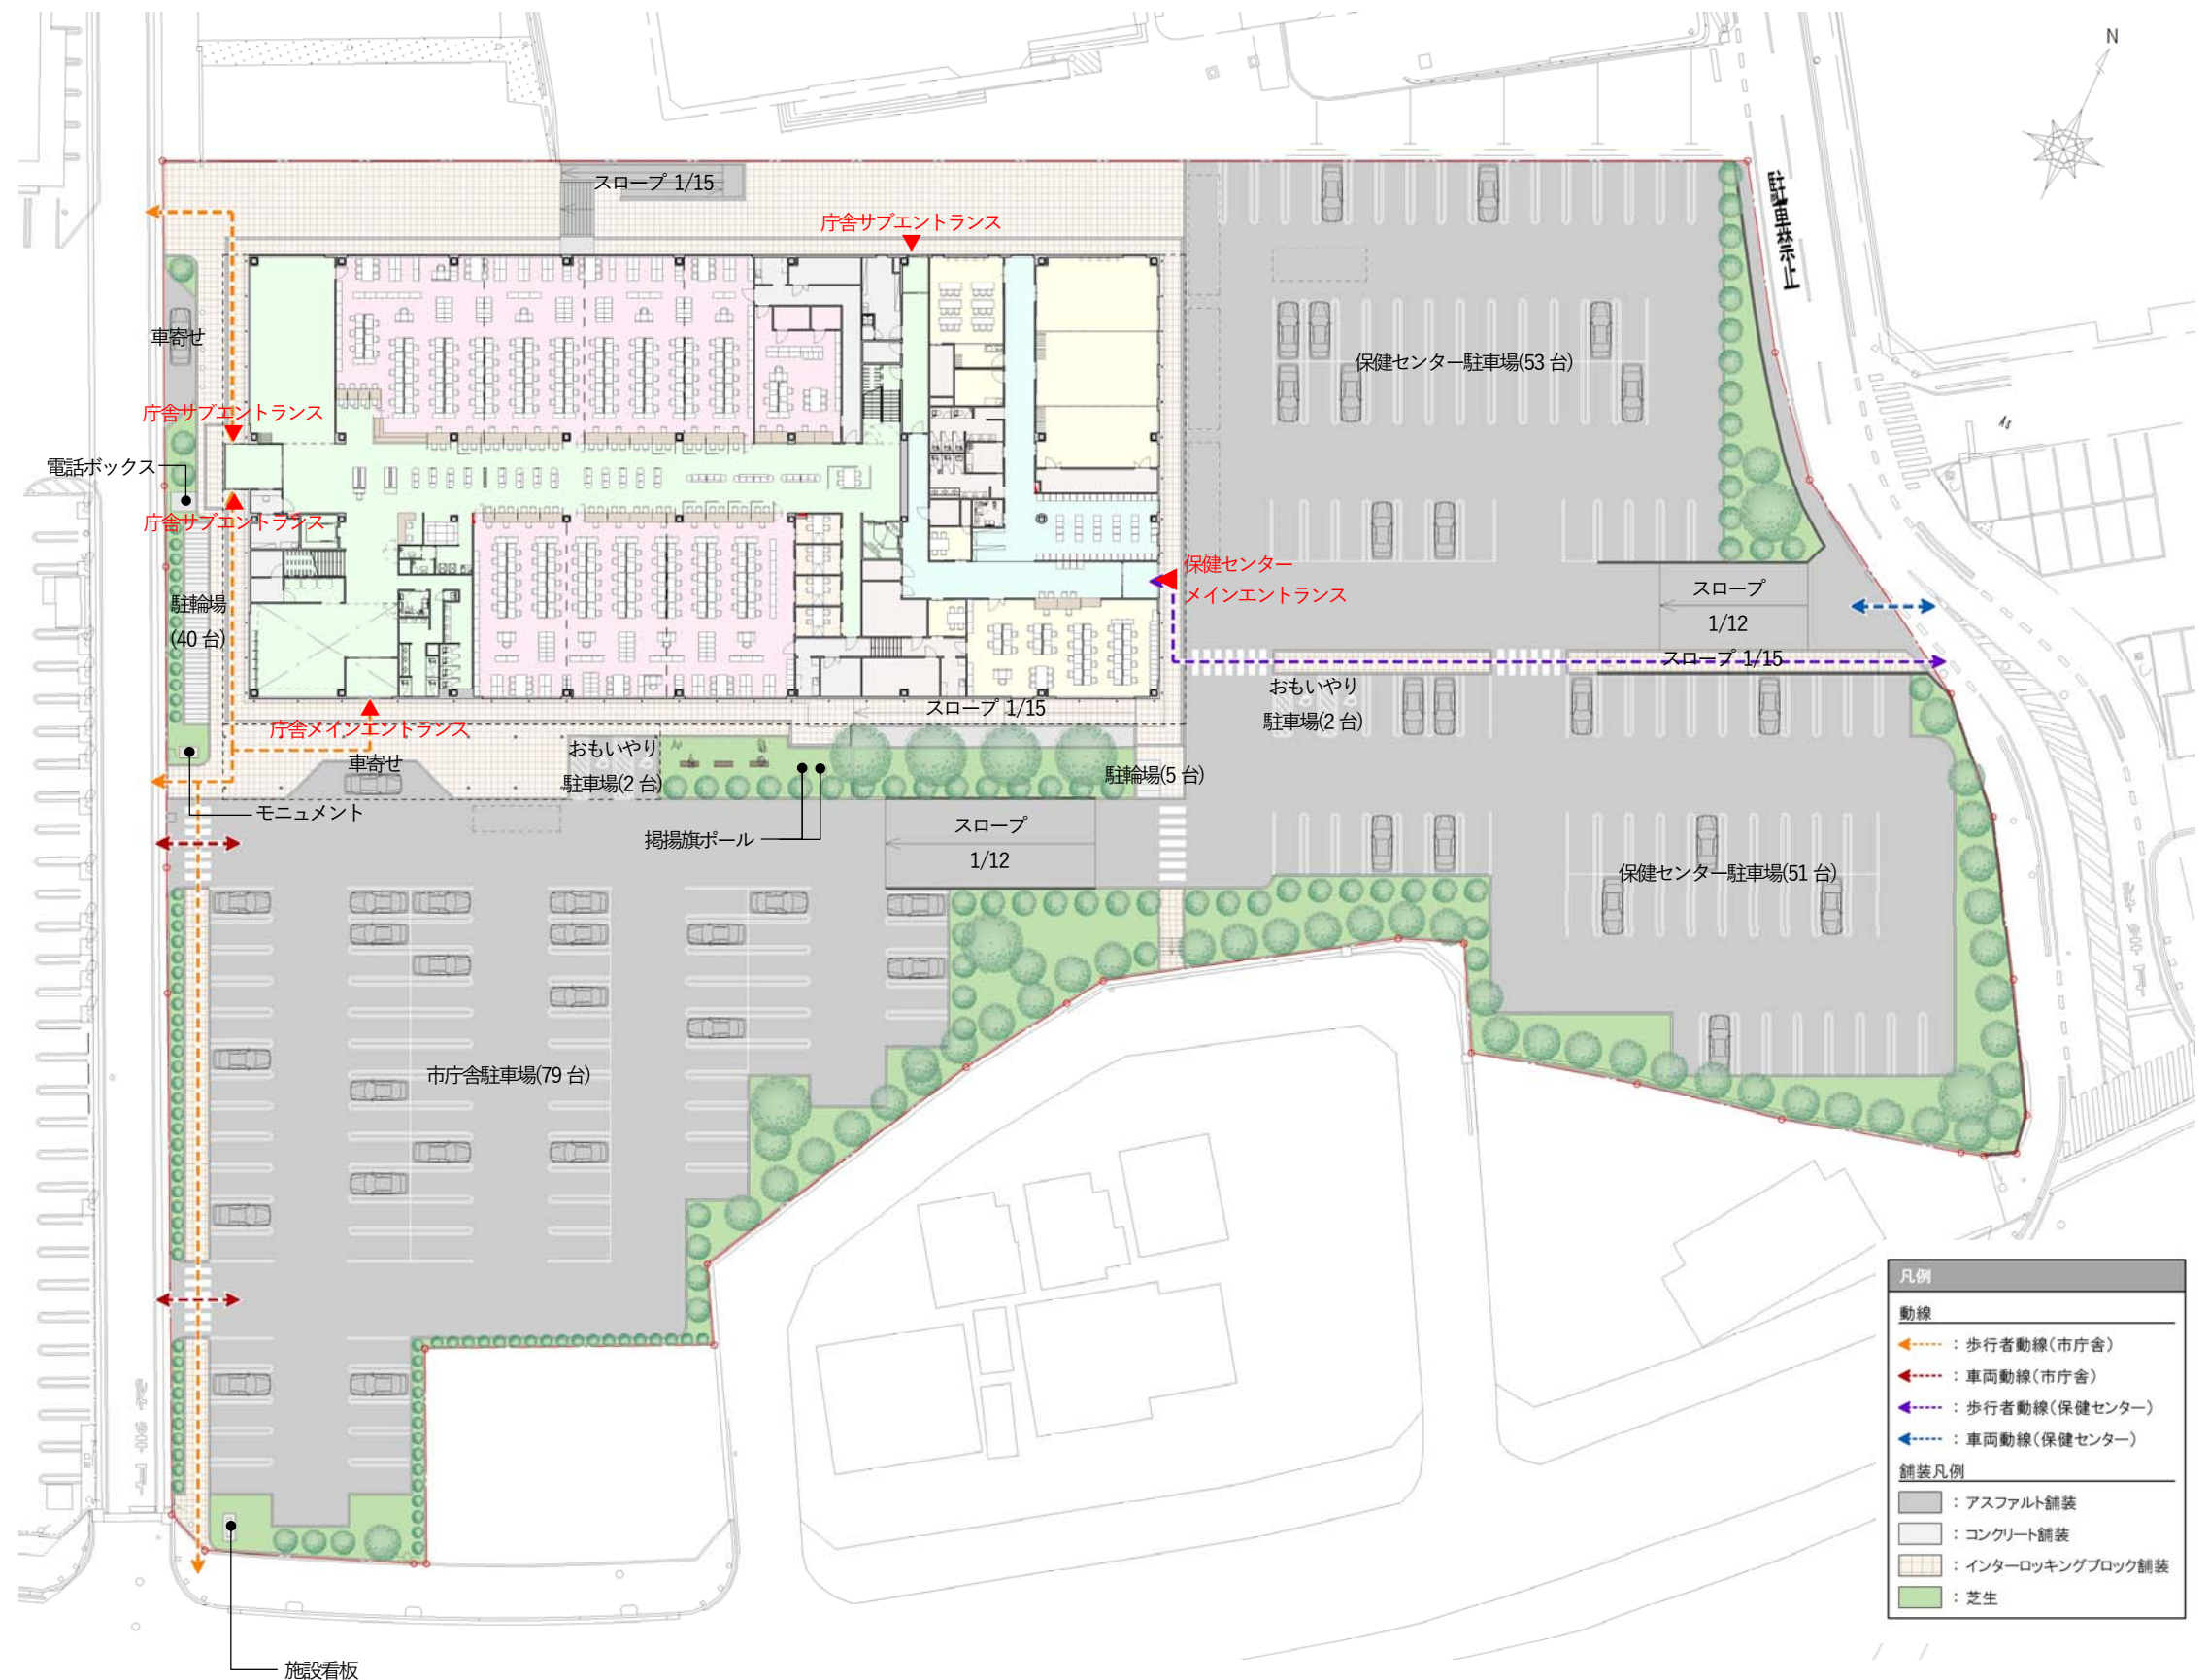 N
スロープ 1/15
駐車禁止
庁舎サブエントランス
車寄せ
保健センター駐車場(53 台)
庁舎サブエントランス
電話ボックス
庁舎サブエントランス
保健センター
メインエントランス
スロープ
1/12
駐輪場
(40 台)
スロープ 1/15
おもいやり
駐車場(2 台)
スロープ 1/15
庁舎メインエントランス
車寄せ
おもいやり
駐車場(2 台)
駐輪場(5 台)
モニュメント
掲揚旗ポール
スロープ
1/12
保健センター駐車場(51 台)
市庁舎駐車場(79 台)
施設看板
凡例
動線
：歩行者動線(市庁舎)
：車両動線(市庁舎)
：歩行者動線(保健センター)
：車両動線(保健センター)
舗装凡例
：アスファルト舗装
：コンクリート舗装
：インターロッキングブロック舗装
：芝生